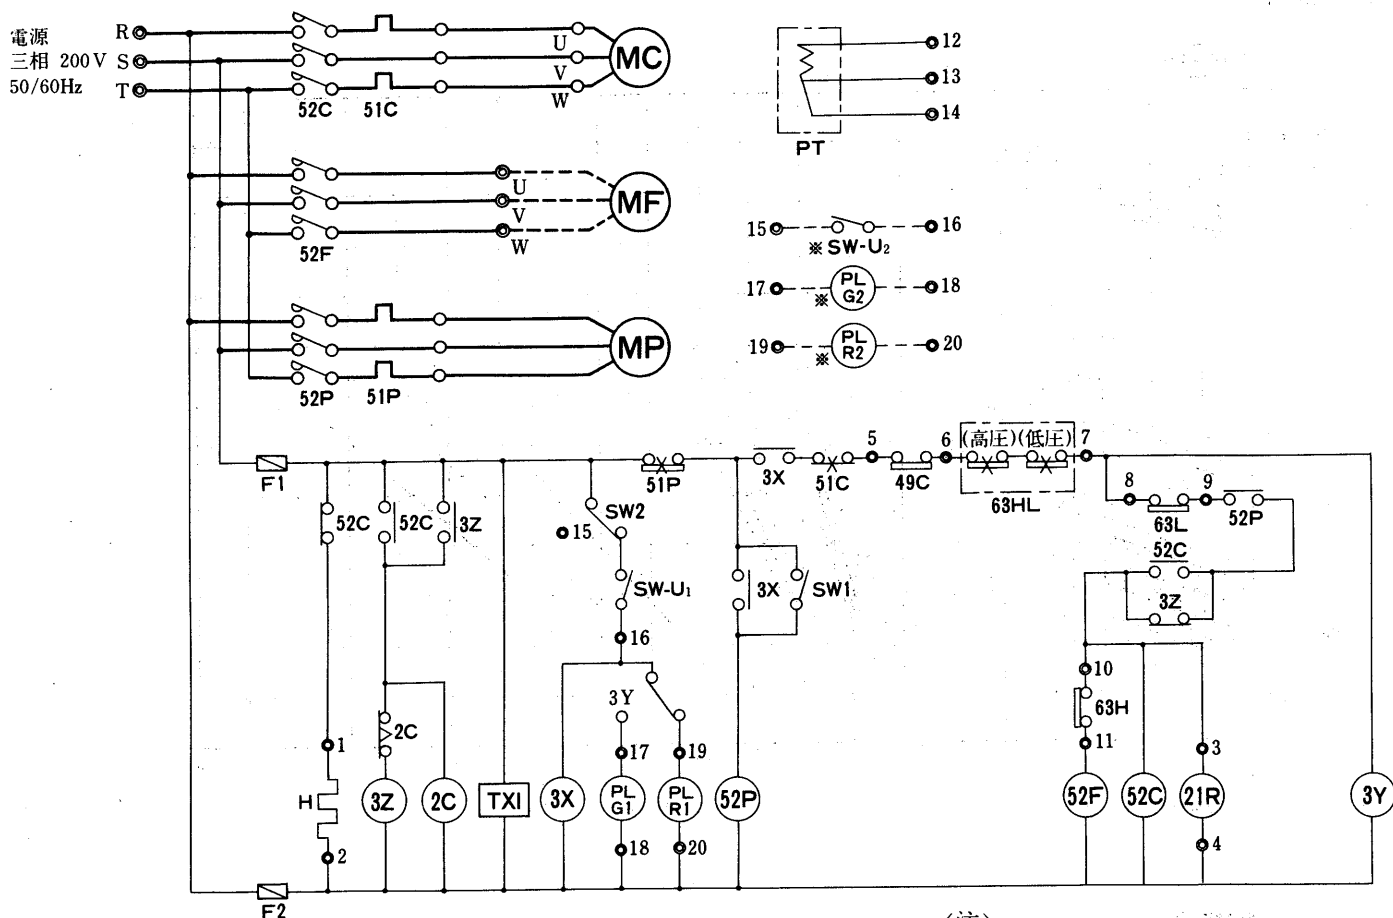 電源
三相 200V
50/60Hz
R
S
T
52C
51C
U
V
W
MC
12
13
14
PT
52F
U
V
W
MF
15
※ SW-U2
16
17
※
PL
G2
18
19
※
PL
R2
20
52P
51P
MP
F1
51P
3X
51C
5
49C
6
(高圧)(低圧)
63HL
7
8
63L
9
52P
52C
3Z
52C
52C
3Z
SW2
15
SW-U1
16
3X
SW1
10
63H
11
3
3Y
17
19
1
2C
H
2
3Z
2C
TXI
3X
PL
G1
PL
R1
52P
52F
52C
21R
3Y
18
20
4
F2
(注)